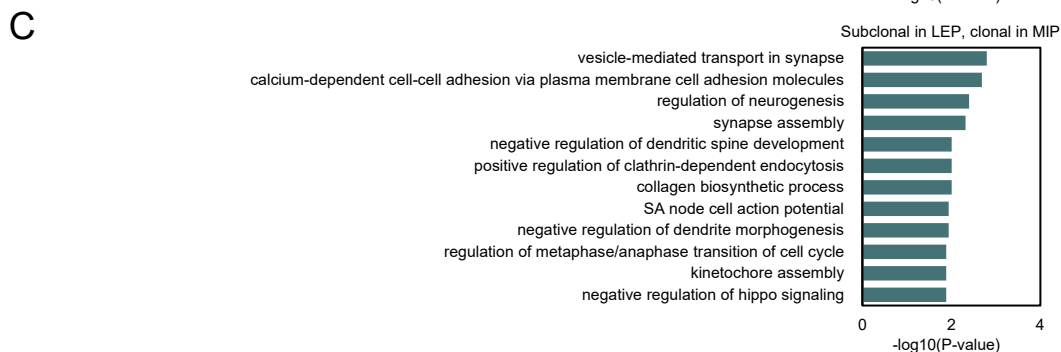 C
Subclonal in LEP, clonal in MIP
vesicle-mediated transport in synapse
calcium-dependent cell-cell adhesion via plasma membrane cell adhesion molecules
regulation of neurogenesis
synapse assembly
negative regulation of dendritic spine development
positive regulation of clathrin-dependent endocytosis
collagen biosynthetic process
SA node cell action potential
negative regulation of dendrite morphogenesis
regulation of metaphase/anaphase transition of cell cycle
kinetochore assembly
negative regulation of hippo signaling
0 2 4
-log10(P-value)